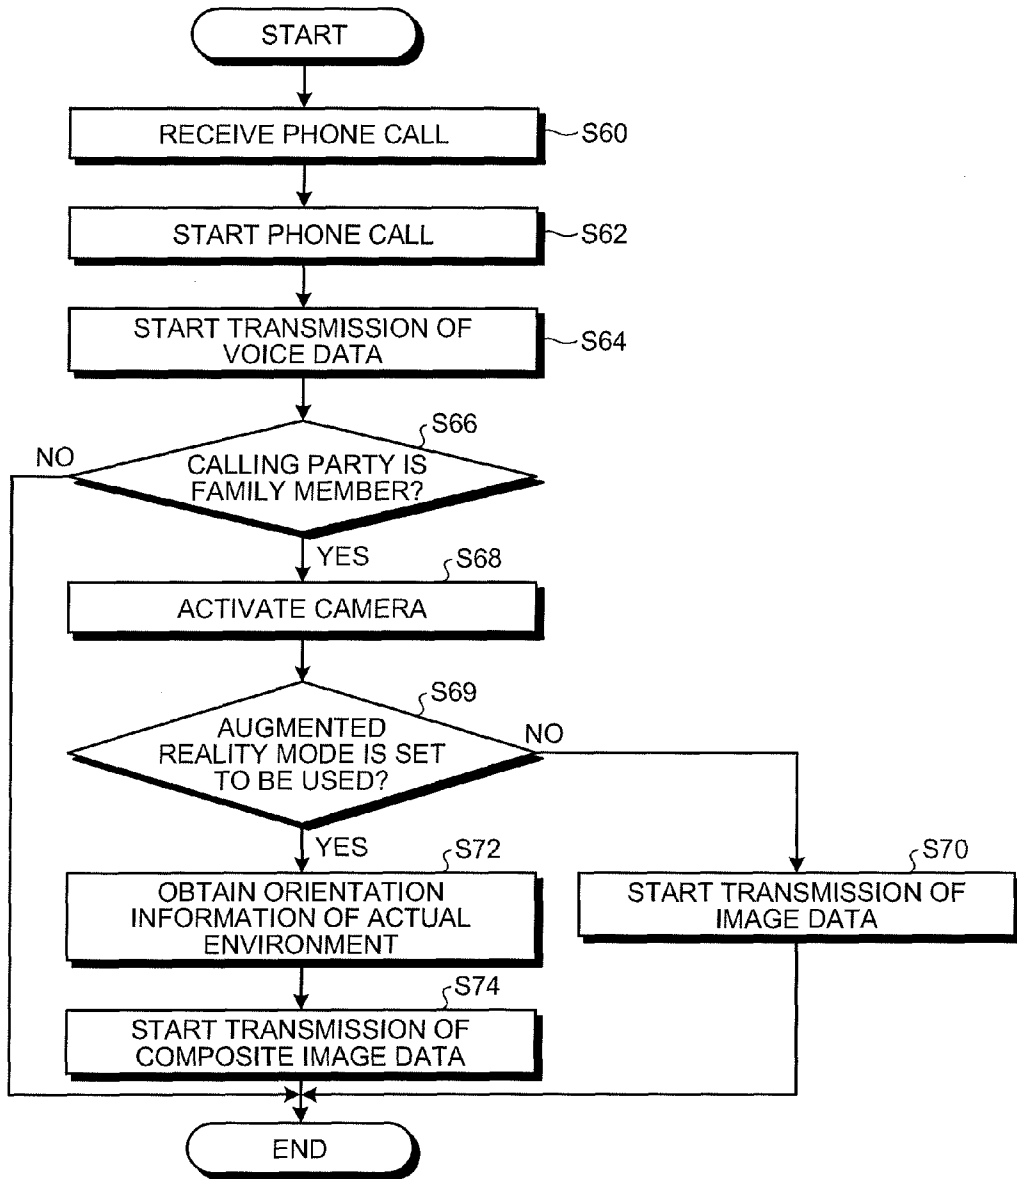 START
RECEIVE PHONE CALL
S60
START PHONE CALL
S62
START TRANSMISSION OF
VOICE DATA
S64
S66
NO
CALLING PARTY IS
FAMILY MEMBER?
YES
S68
ACTIVATE CAMERA
S69
AUGMENTED
REALITY MODE IS SET
TO BE USED?
NO
YES
S72
OBTAIN ORIENTATION
INFORMATION OF ACTUAL
ENVIRONMENT
S70
START TRANSMISSION OF
IMAGE DATA
S74
START TRANSMISSION OF
COMPOSITE IMAGE DATA
END